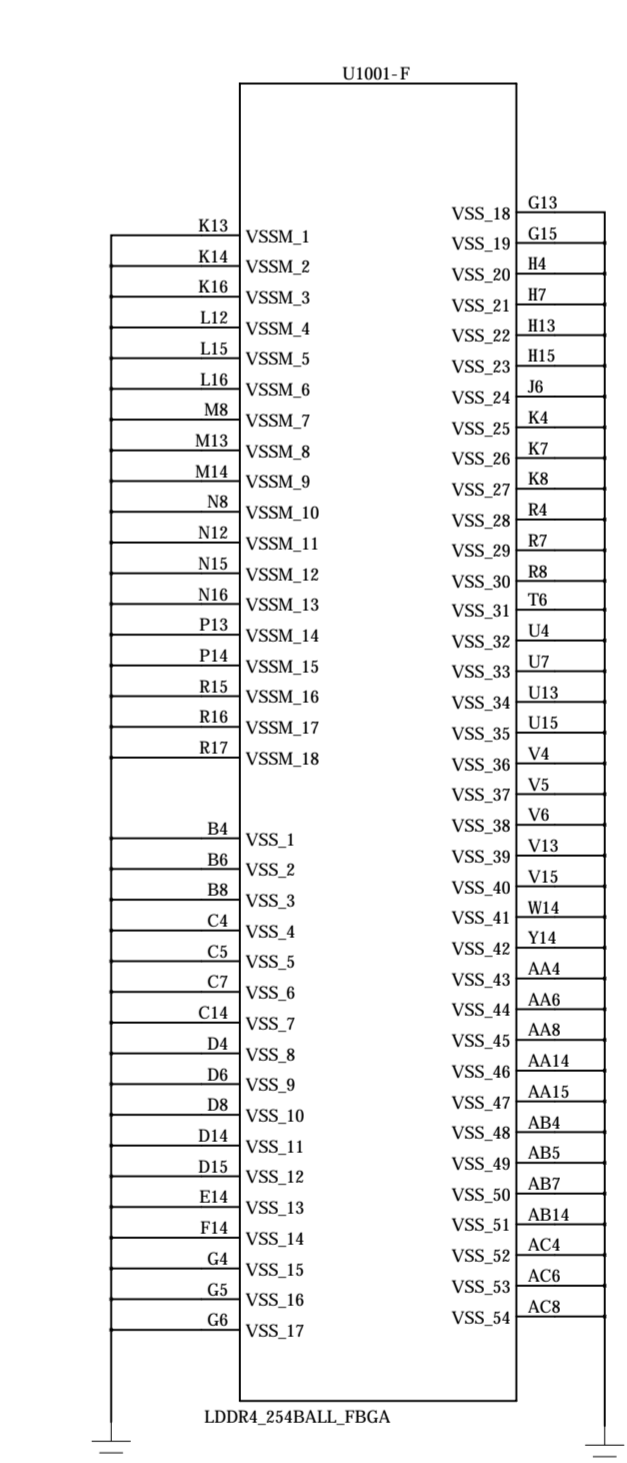 U1001-F
K13 VSSM_1
K14 VSSM_2
K16 VSSM_3
L12 VSSM_4
L15 VSSM_5
L16 VSSM_6
M8 VSSM_7
M13 VSSM_8
M14 VSSM_9
N8 VSSM_10
N12 VSSM_11
N15 VSSM_12
N16 VSSM_13
P13 VSSM_14
P14 VSSM_15
R15 VSSM_16
R16 VSSM_17
R17 VSSM_18
B4 VSS_1
B6 VSS_2
B8 VSS_3
C4 VSS_4
C5 VSS_5
C7 VSS_6
C14 VSS_7
D4 VSS_8
D6 VSS_9
D8 VSS_10
D14 VSS_11
D15 VSS_12
E14 VSS_13
F14 VSS_14
G4 VSS_15
G5 VSS_16
G6 VSS_17
VSS_18 G13
VSS_19 G15
VSS_20 H4
VSS_21 H7
VSS_22 H13
VSS_23 H15
VSS_24 J6
VSS_25 K4
VSS_26 K7
VSS_27 K8
VSS_28 R4
VSS_29 R7
VSS_30 R8
VSS_31 T6
VSS_32 U4
VSS_33 U7
VSS_34 U13
VSS_35 U15
VSS_36 V4
VSS_37 V5
VSS_38 V6
VSS_39 V13
VSS_40 V15
VSS_41 W14
VSS_42 Y14
VSS_43 AA4
VSS_44 AA6
VSS_45 AA8
VSS_46 AA14
VSS_47 AA15
VSS_48 AB4
VSS_49 AB5
VSS_50 AB7
VSS_51 AB14
VSS_52 AC4
VSS_53 AC6
VSS_54 AC8
LDDR4_254BALL_FBGA